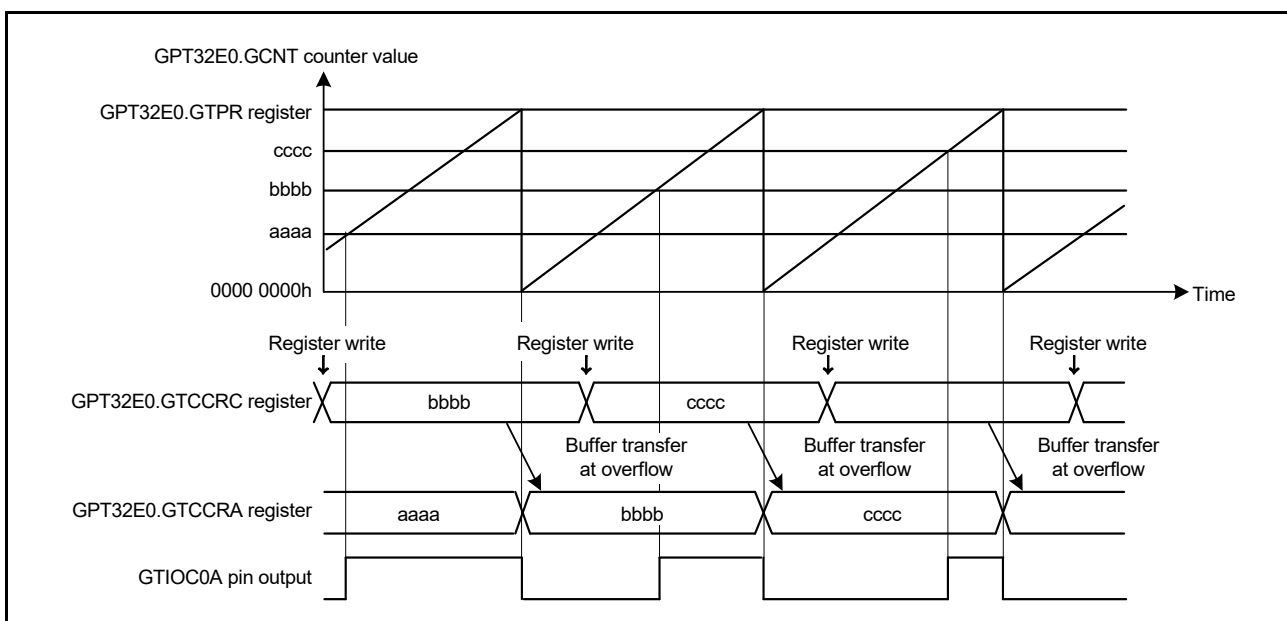 GPT32E0.GCNT counter value
GPT32E0.GTPR register
cccc
bbbb
aaaa
0000 0000h
Time
Register write
Register write
Register write
Register write
GPT32E0.GTCCRC register
bbbb
cccc
Buffer transfer
at overflow
Buffer transfer
at overflow
Buffer transfer
at overflow
GPT32E0.GTCCRA register
aaaa
bbbb
cccc
GTIOC0A pin output